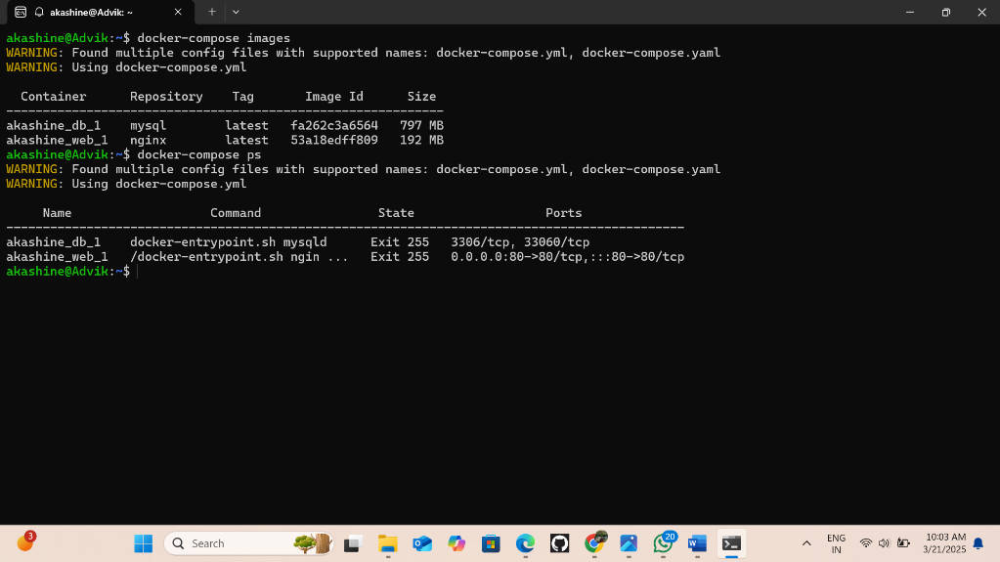 akashine@Advik: ~
akashine@Advik:~$ docker-compose images
WARNING: Found multiple config files with supported names: docker-compose.yml, docker-compose.yaml
WARNING: Using docker-compose.yml
Container Repository Tag Image Id Size
----------------------------------------------------------------
akashine_db_1 mysql latest fa262c3a6564 797 MB
akashine_web_1 nginx latest 53a18edff809 192 MB
akashine@Advik:~$ docker-compose ps
WARNING: Found multiple config files with supported names: docker-compose.yml, docker-compose.yaml
WARNING: Using docker-compose.yml
Name Command State Ports
---------------------------------------------------------------------------------------------
akashine_db_1 docker-entrypoint.sh mysqld Exit 255 3306/tcp, 33060/tcp
akashine_web_1 /docker-entrypoint.sh ngin ... Exit 255 0.0.0.0:80->80/tcp,:::80->80/tcp
akashine@Advik:~$
3
Search
20
W
ENG
IN
10:03 AM
3/21/2025